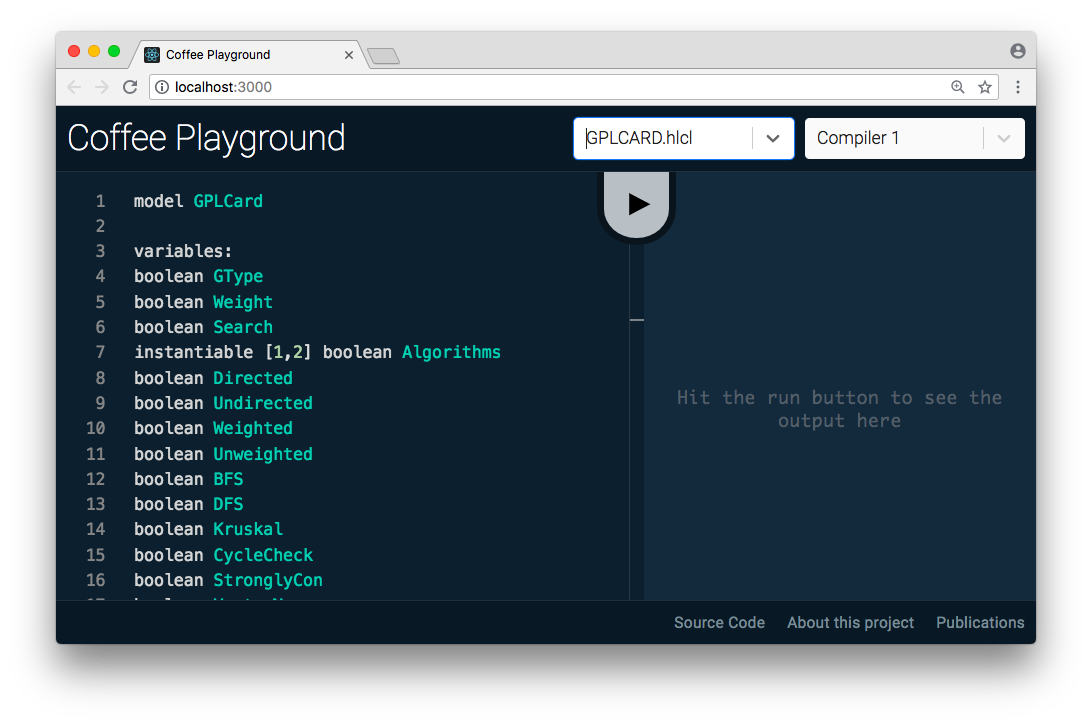 Coffee Playground
localhost:3000
Coffee Playground
GPLCARD.hlcl
Compiler 1
1 model GPLCard
2
3 variables:
4 boolean GType
5 boolean Weight
6 boolean Search
7 instantiable [1,2] boolean Algorithms
8 boolean Directed
9 boolean Undirected
10 boolean Weighted
11 boolean Unweighted
12 boolean BFS
13 boolean DFS
14 boolean Kruskal
15 boolean CycleCheck
16 boolean StronglyCon
Hit the run button to see the
output here
Source Code
About this project
Publications